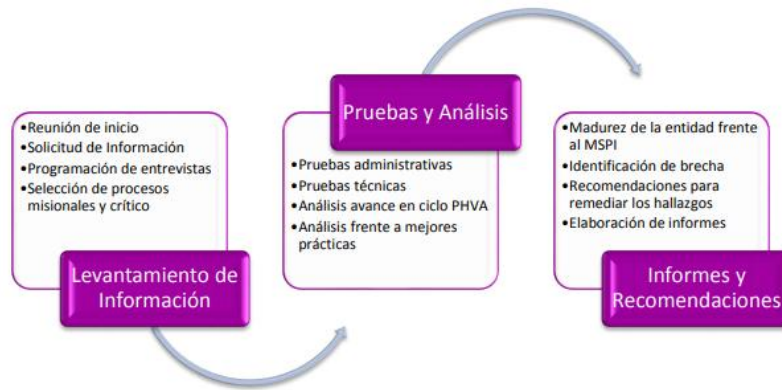 •Reunión de inicio
•Solicitud de Información
•Programación de entrevistas
•Selección de procesos
misionales y crítico
Levantamiento de
Información
Pruebas y Análisis
•Pruebas administrativas
•Pruebas técnicas
•Análisis avance en ciclo PHVA
•Análisis frente a mejores
prácticas
•Madurez de la entidad frente
al MSPI
•Identificación de brecha
•Recomendaciones para
remediar los hallazgos
•Elaboración de informes
Informes y
Recomendaciones